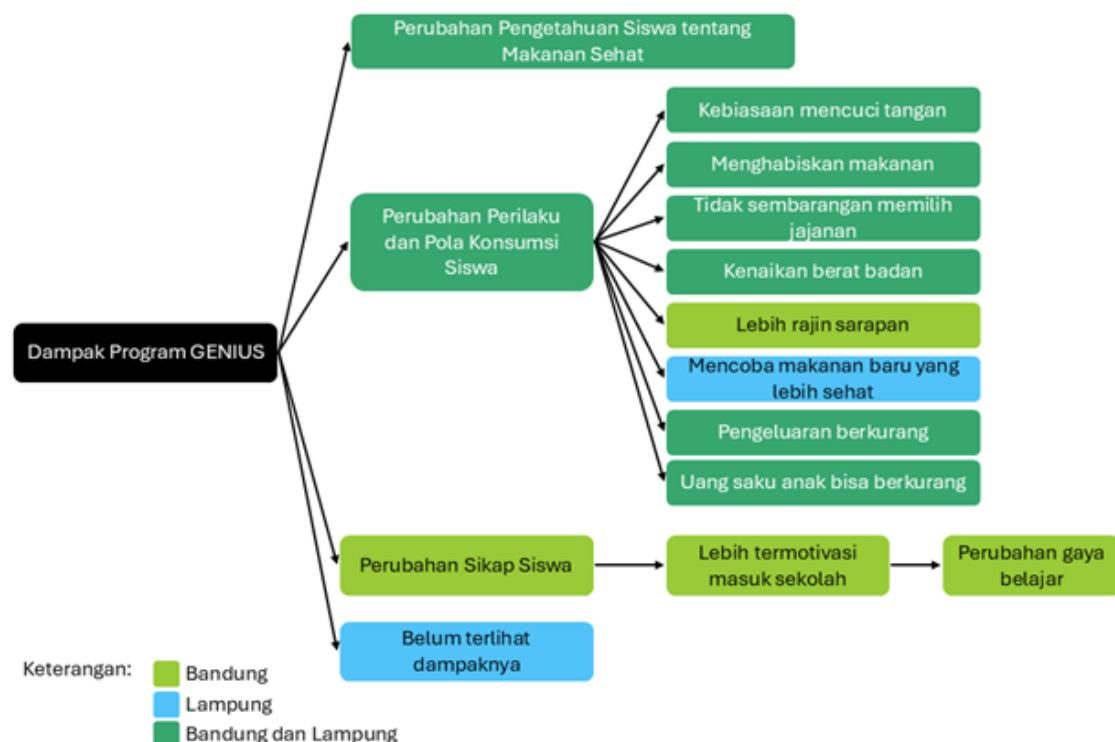 Perubahan Pengetahuan Siswa tentang
Makanan Sehat
Kebiasaan mencuci tangan
Menghabiskan makanan
Tidak sembarangan memilih
jajanan
Perubahan Perilaku
dan Pola Konsumsi
Siswa
Kenaikan berat badan
Lebih rajin sarapan
Dampak Program GENIUS
Mencoba makanan baru yang
lebih sehat
Pengeluaran berkurang
Uang saku anak bisa berkurang
Perubahan Sikap Siswa
Lebih termotivasi
masuk sekolah
Perubahan gaya
belajar
Belum terlihat
dampaknya
Keterangan:
Bandung
Lampung
Bandung dan Lampung